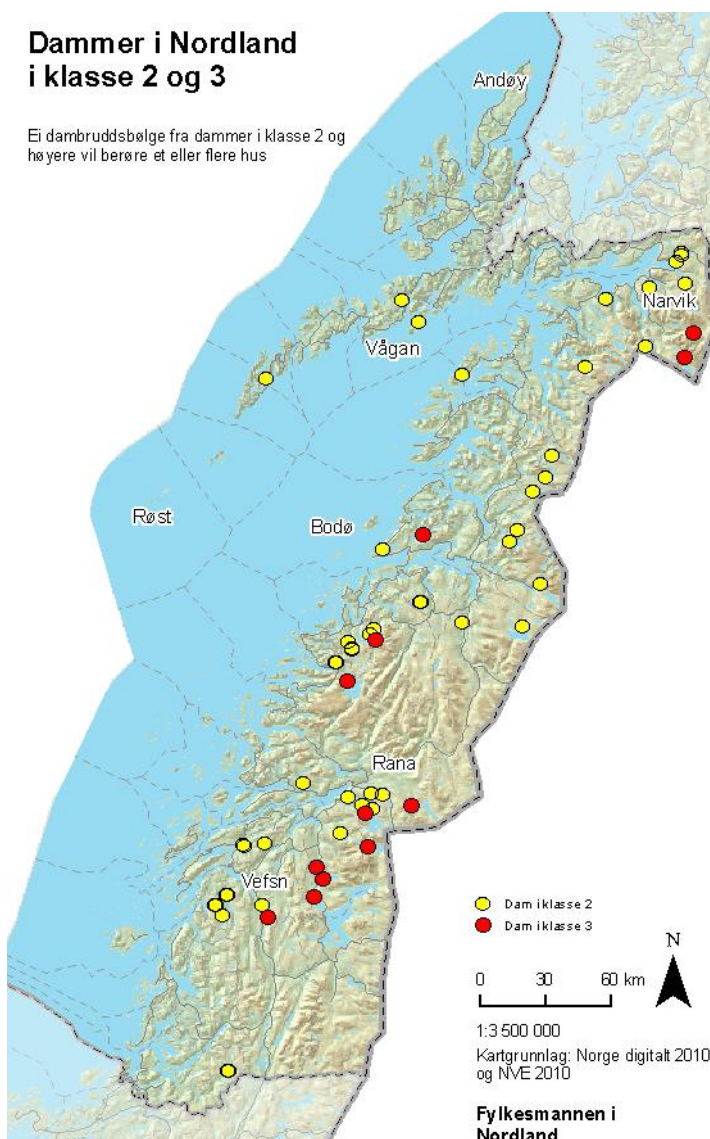 Dammer i Nordland
i klasse 2 og 3
Ei dambruddsbølge fra dammer i klasse 2 og
høyere vil berøre et eller flere hus
Andøy
Narvik
Vågan
Røst
Bodø
Rana
Vefsn
Dam i klasse 2
Dam i klasse 3
N
0 30 60 km
1:3 500 000
Kartgrunnlag: Norge digitalt 2010
og NVE 2010
Fylkesmannen i
Nordland